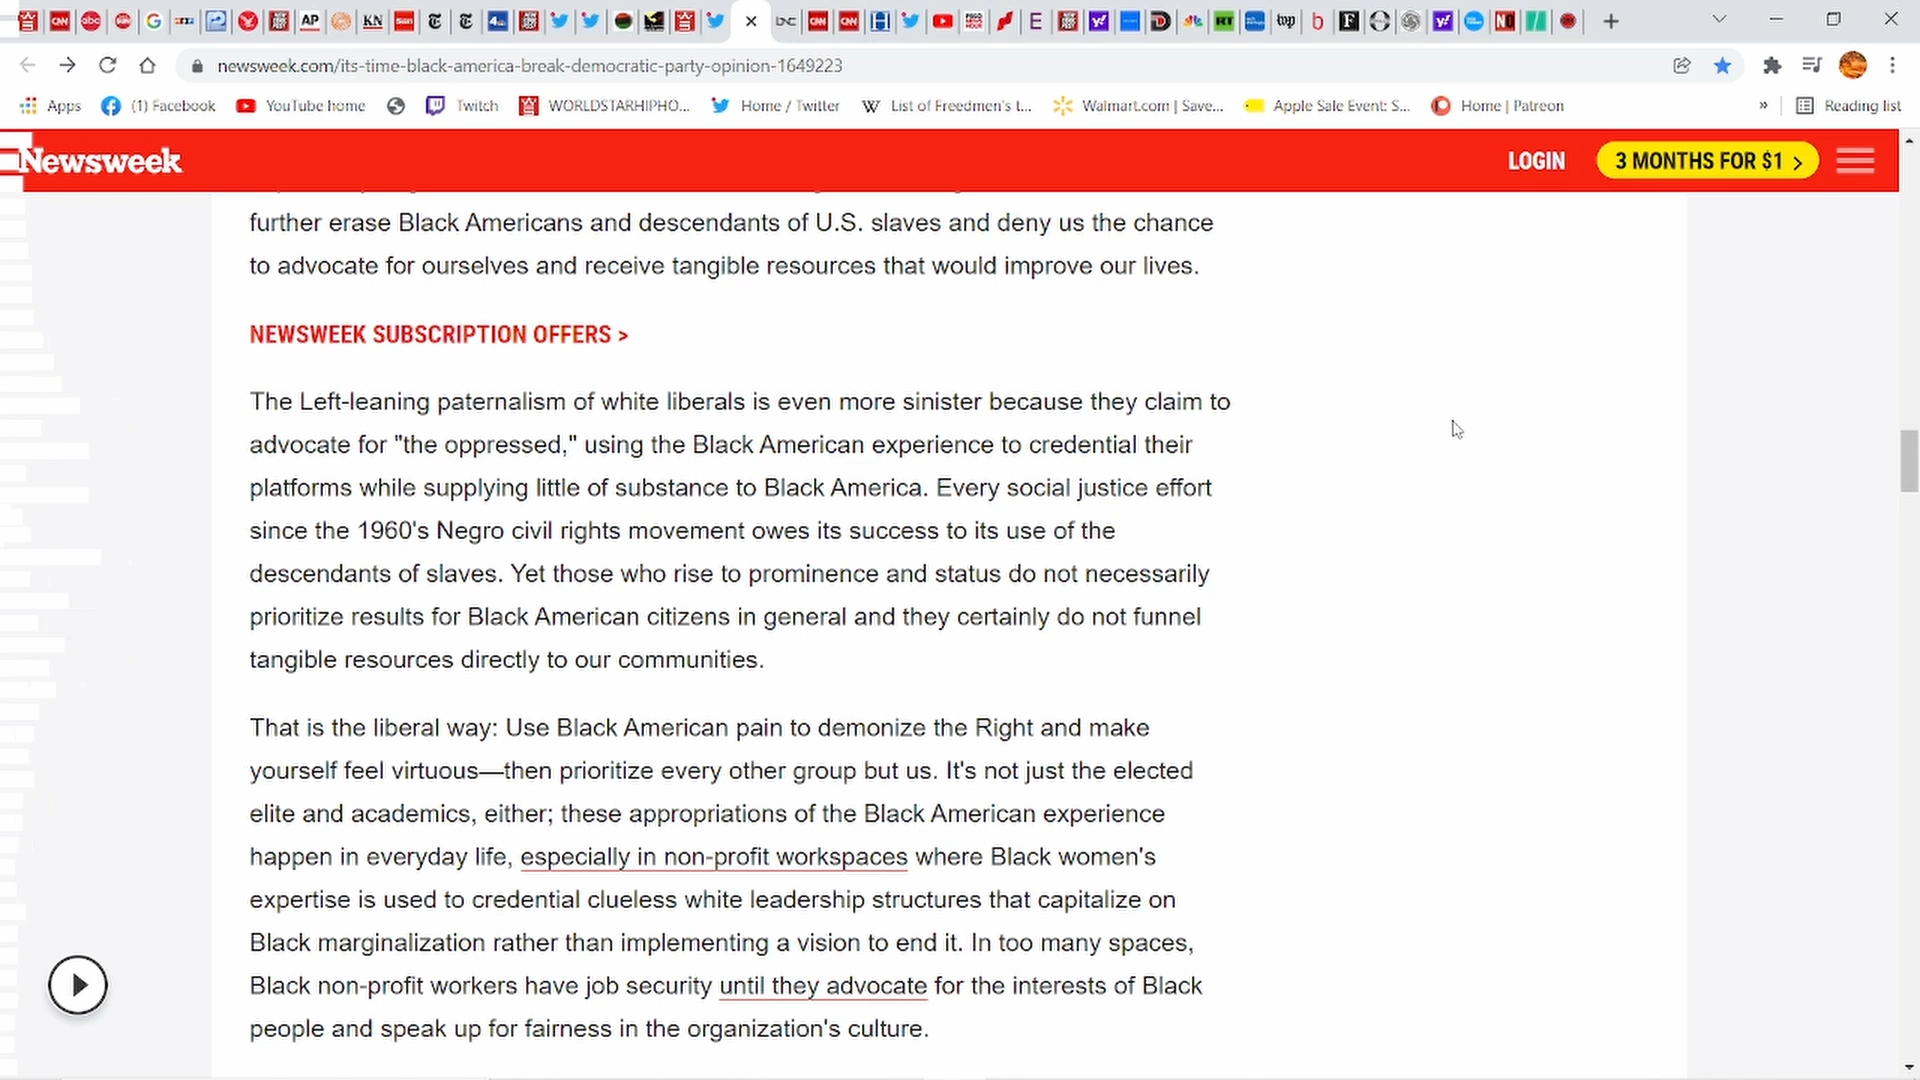 newsweek.com/its-time-black-america-break-democratic-party-opinion-1649223
Apps (1) Facebook YouTube home Twitch WORLDSTARHIPHO... Home / Twitter List of Freedmen's t... Walmart.com | Save... Apple Sale Event: S... Home | Patreon » Reading list
Newsweek LOGIN 3 MONTHS FOR $1 >
further erase Black Americans and descendants of U.S. slaves and deny us the chance
to advocate for ourselves and receive tangible resources that would improve our lives.
NEWSWEEK SUBSCRIPTION OFFERS >
The Left-leaning paternalism of white liberals is even more sinister because they claim to
advocate for "the oppressed," using the Black American experience to credential their
platforms while supplying little of substance to Black America. Every social justice effort
since the 1960's Negro civil rights movement owes its success to its use of the
descendants of slaves. Yet those who rise to prominence and status do not necessarily
prioritize results for Black American citizens in general and they certainly do not funnel
tangible resources directly to our communities.
That is the liberal way: Use Black American pain to demonize the Right and make
yourself feel virtuous—then prioritize every other group but us. It's not just the elected
elite and academics, either; these appropriations of the Black American experience
happen in everyday life, especially in non-profit workspaces where Black women's
expertise is used to credential clueless white leadership structures that capitalize on
Black marginalization rather than implementing a vision to end it. In too many spaces,
Black non-profit workers have job security until they advocate for the interests of Black
people and speak up for fairness in the organization's culture.